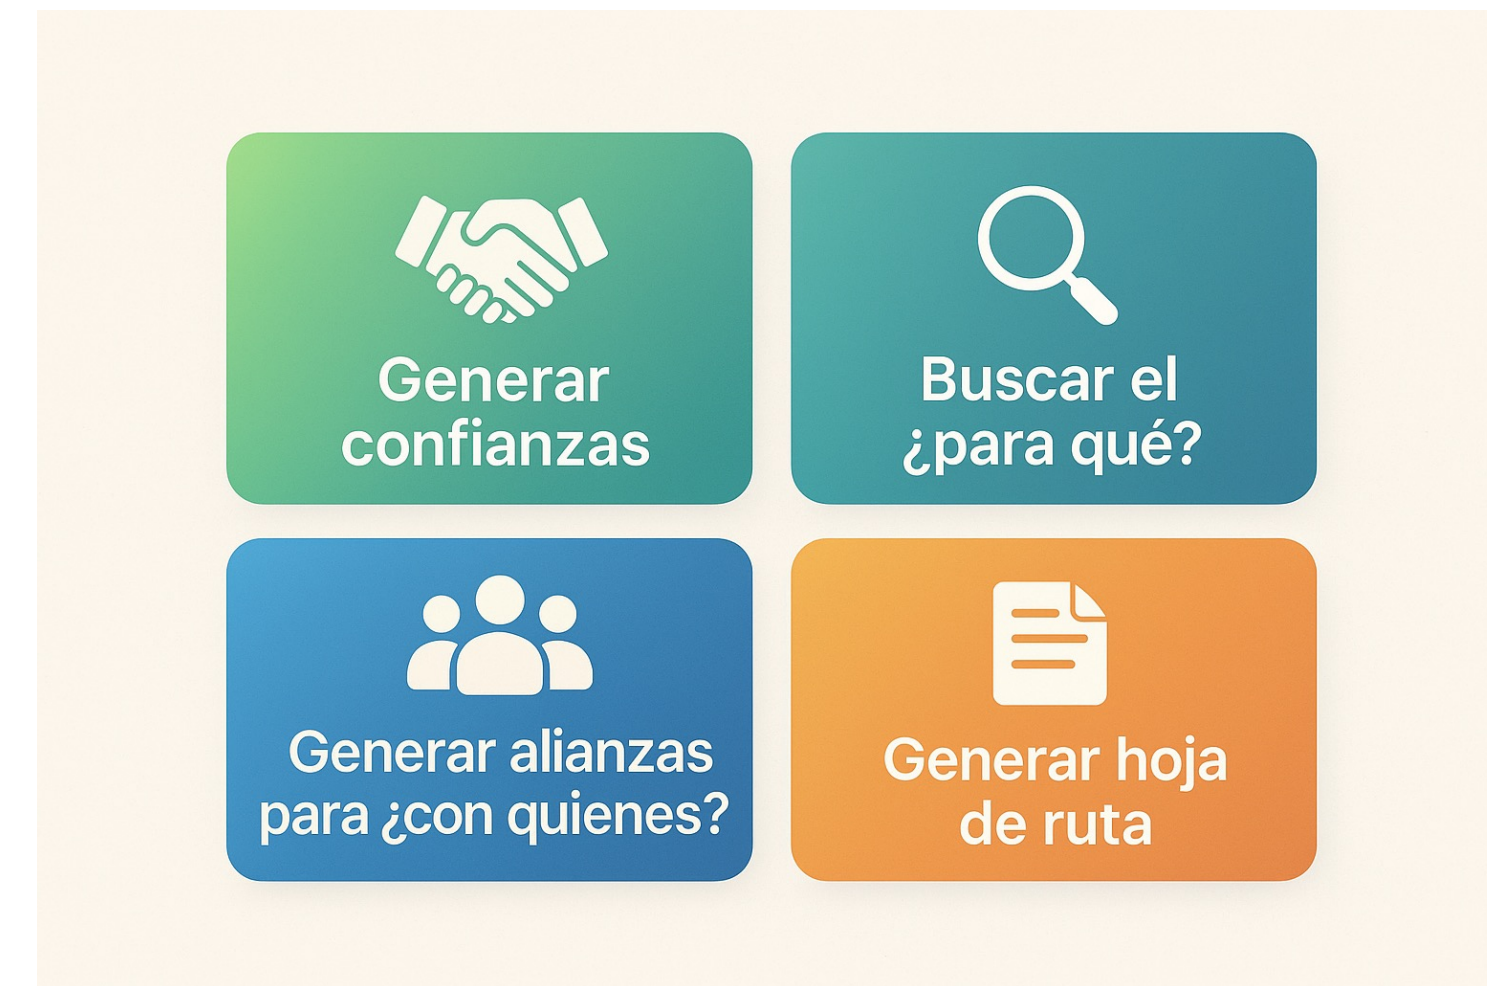 Generar
confianzas
Buscar el
¿para qué?
Generar alianzas
para ¿con quienes?
Generar hoja
de ruta